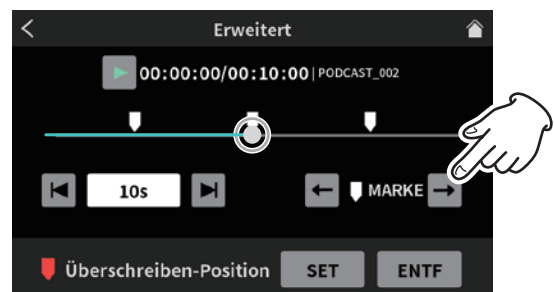 Erweitert
00:00:00/00:10:00 | PODCAST_002
10s MARKE
Überschreiben-Position SET ENTF